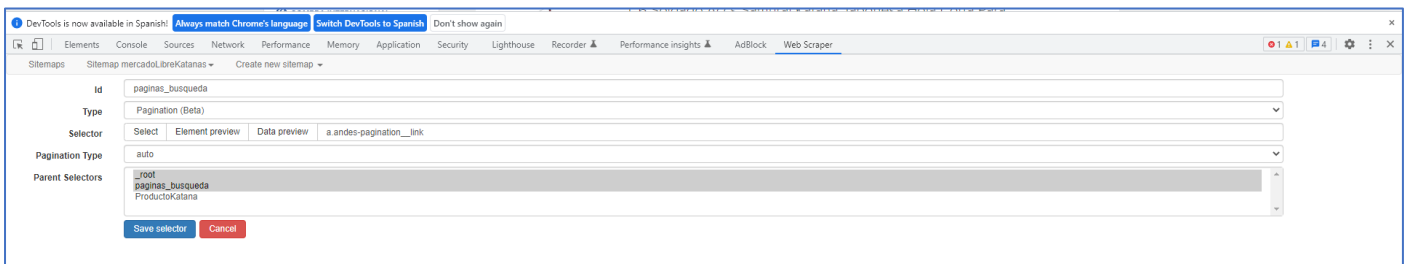 DevTools is now available in Spanish! Always match Chrome's language Switch DevTools to Spanish Don't show again ×
Elements Console Sources Network Performance Memory Application Security Lighthouse Recorder Performance insights AdBlock Web Scraper 1 1 4
Sitemaps Sitemap mercadoLibreKatanas Create new sitemap
Id paginas_busqueda
Type Pagination (Beta)
Selector Select Element preview Data preview a.andes-pagination__link
Pagination Type auto
Parent Selectors _root
paginas_busqueda
ProductoKatana
Save selector Cancel